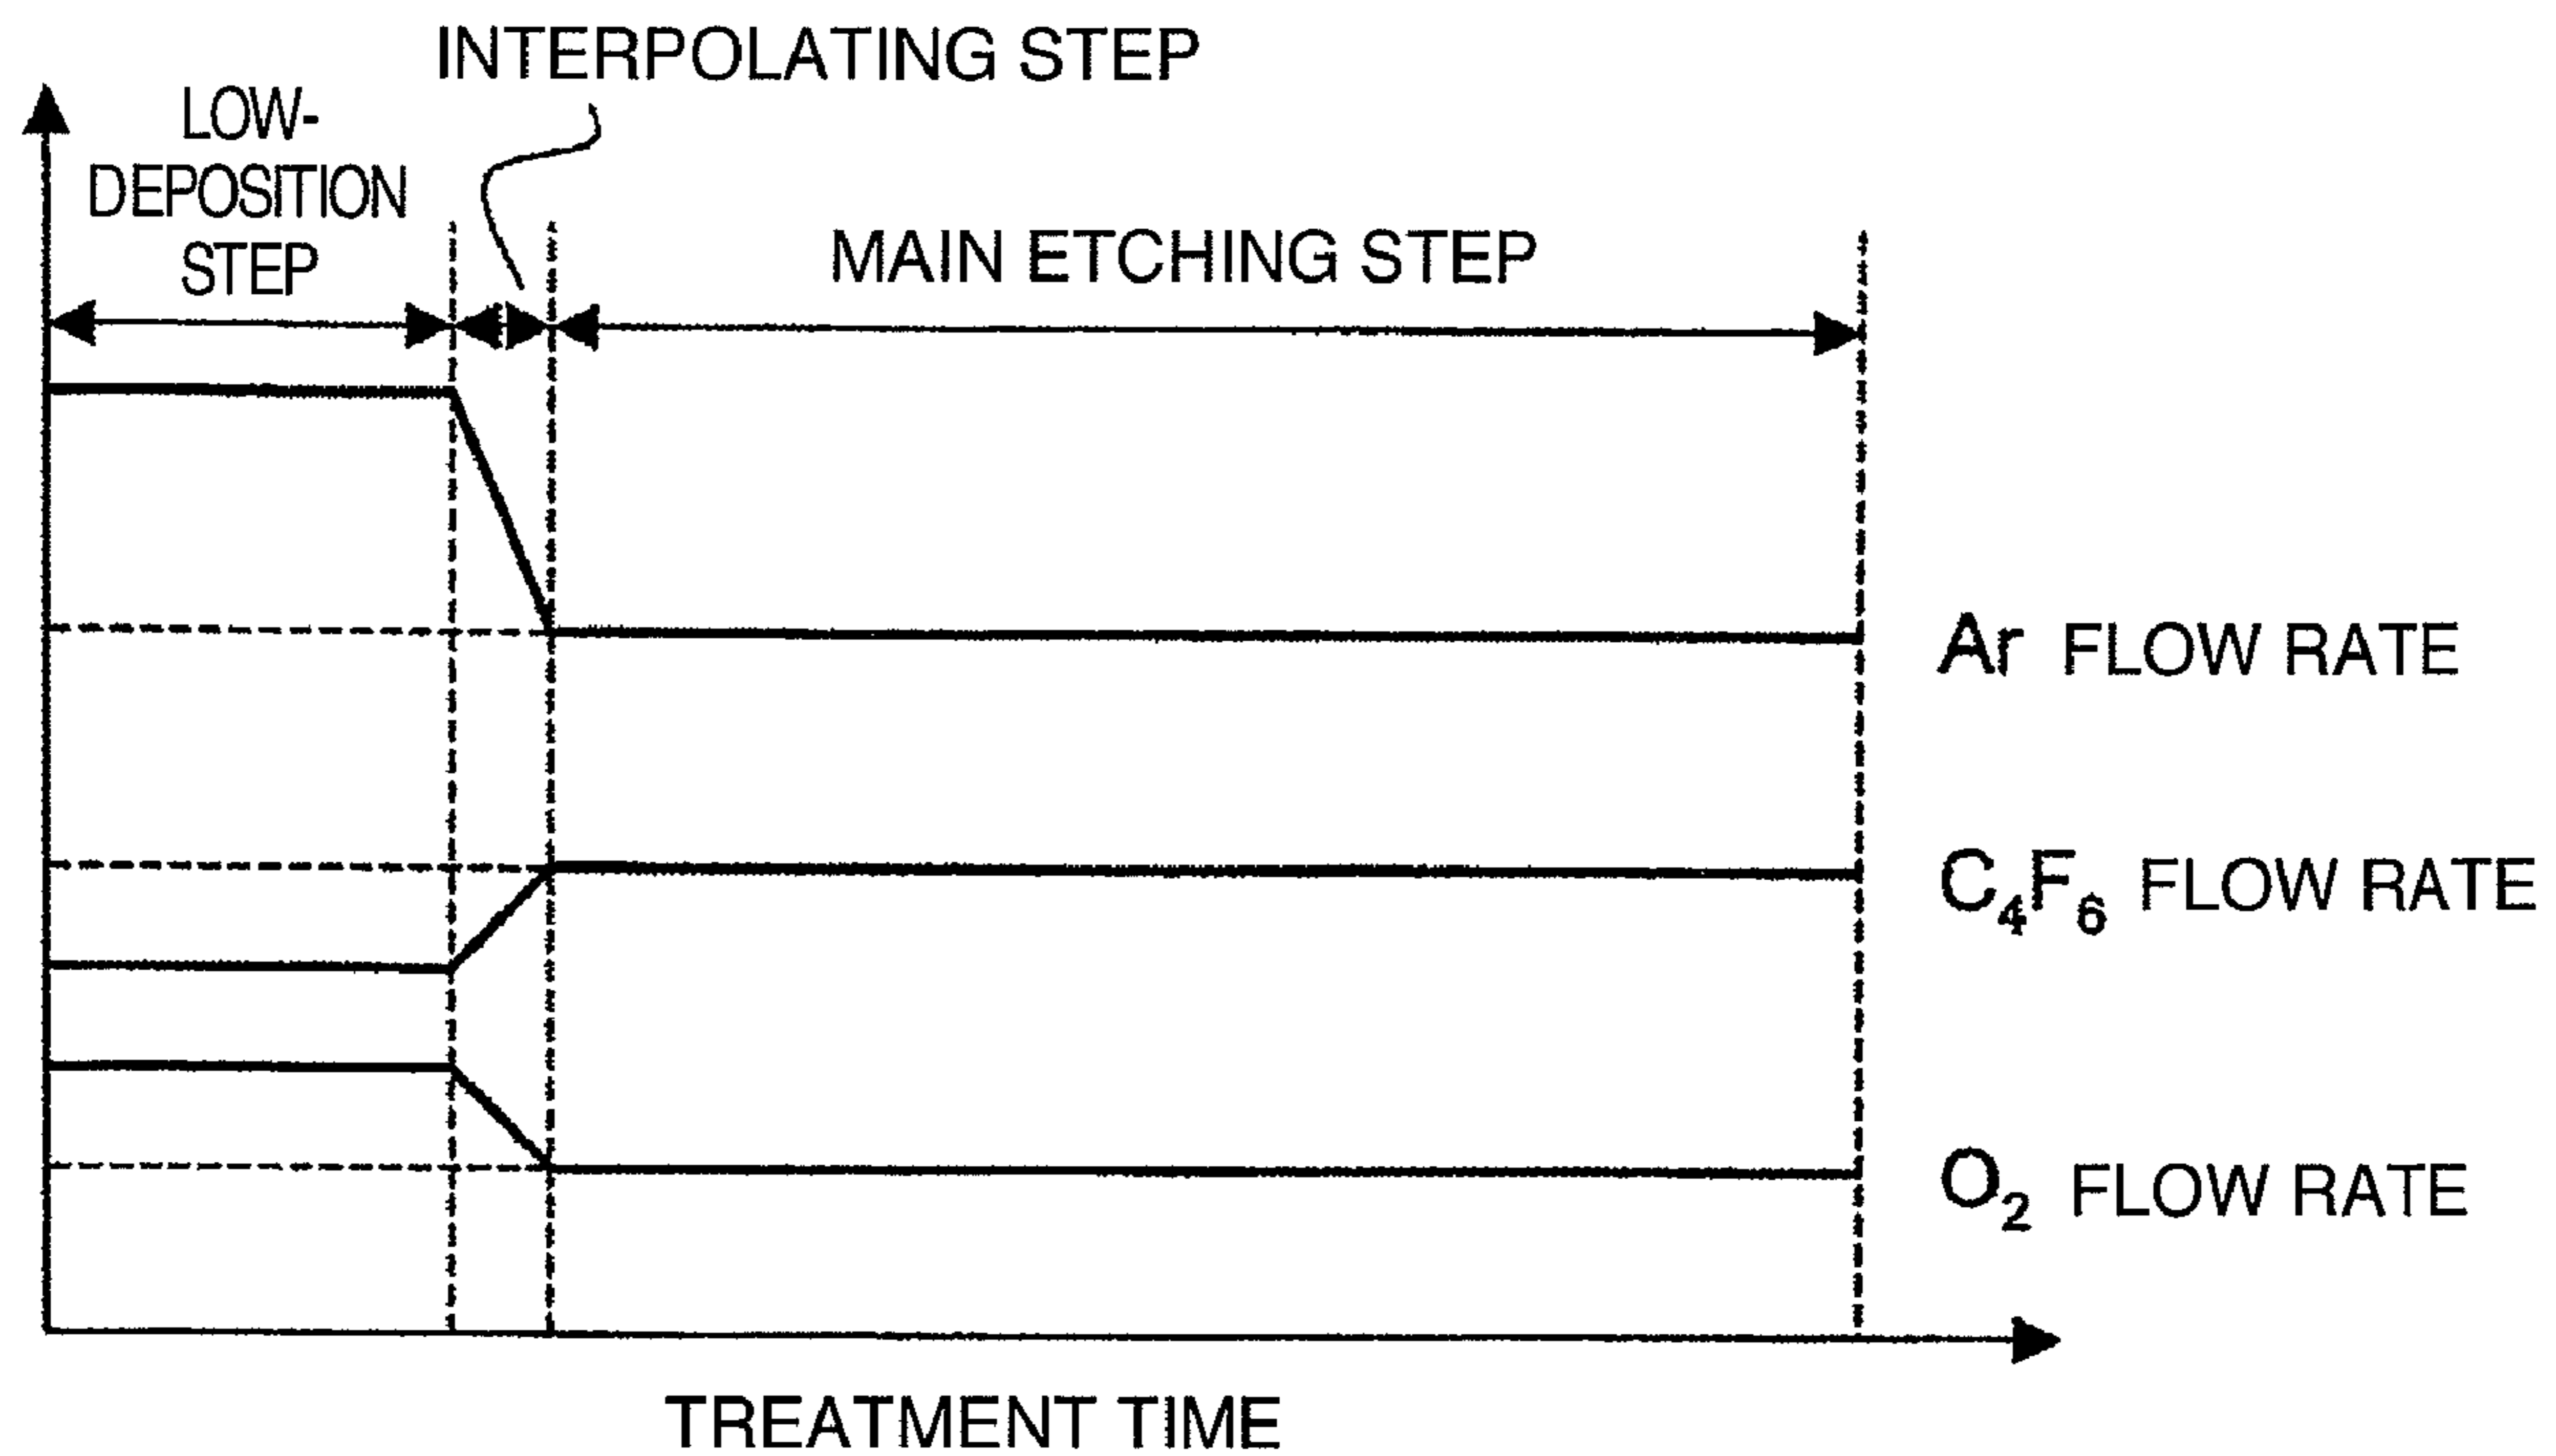 INTERPOLATING STEP
LOW-
DEPOSITION
STEP
MAIN ETCHING STEP
Ar FLOW RATE
C₄F₆ FLOW RATE
O₂ FLOW RATE
TREATMENT TIME